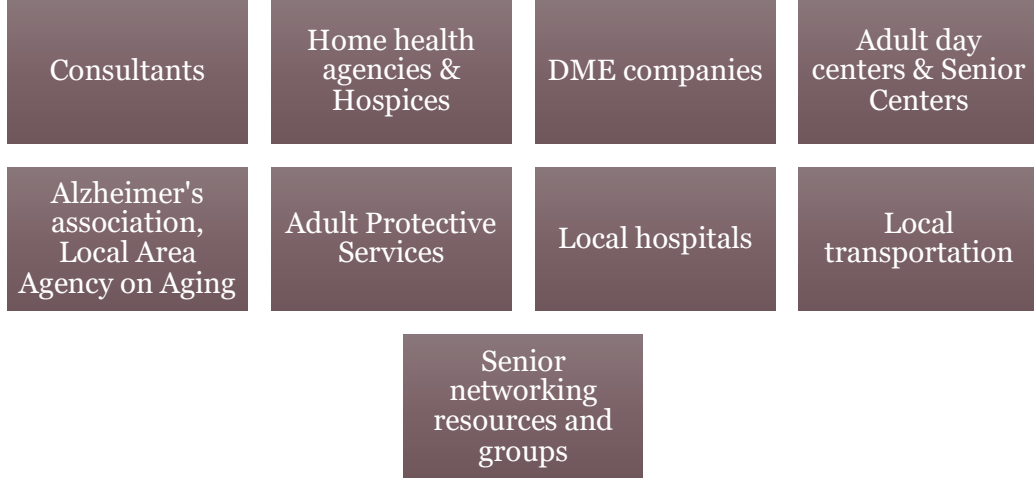 Consultants
Home health
agencies &
Hospices
DME companies
Adult day
centers & Senior
Centers
Alzheimer's
association,
Local Area
Agency on Aging
Adult Protective
Services
Local hospitals
Local
transportation
Senior
networking
resources and
groups